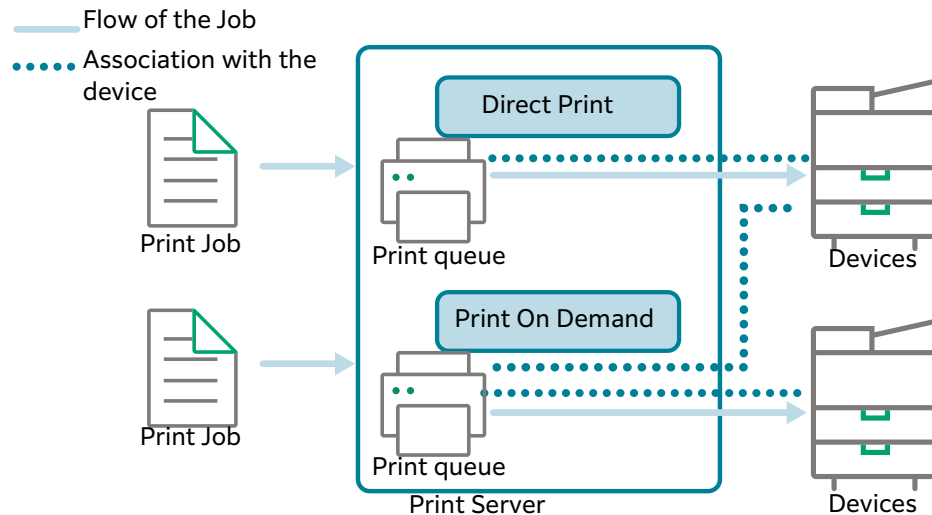 Flow of the Job
Association with the
device
Direct Print
Print Job
Print queue
Devices
Print On Demand
Print Job
Print queue
Print Server
Devices